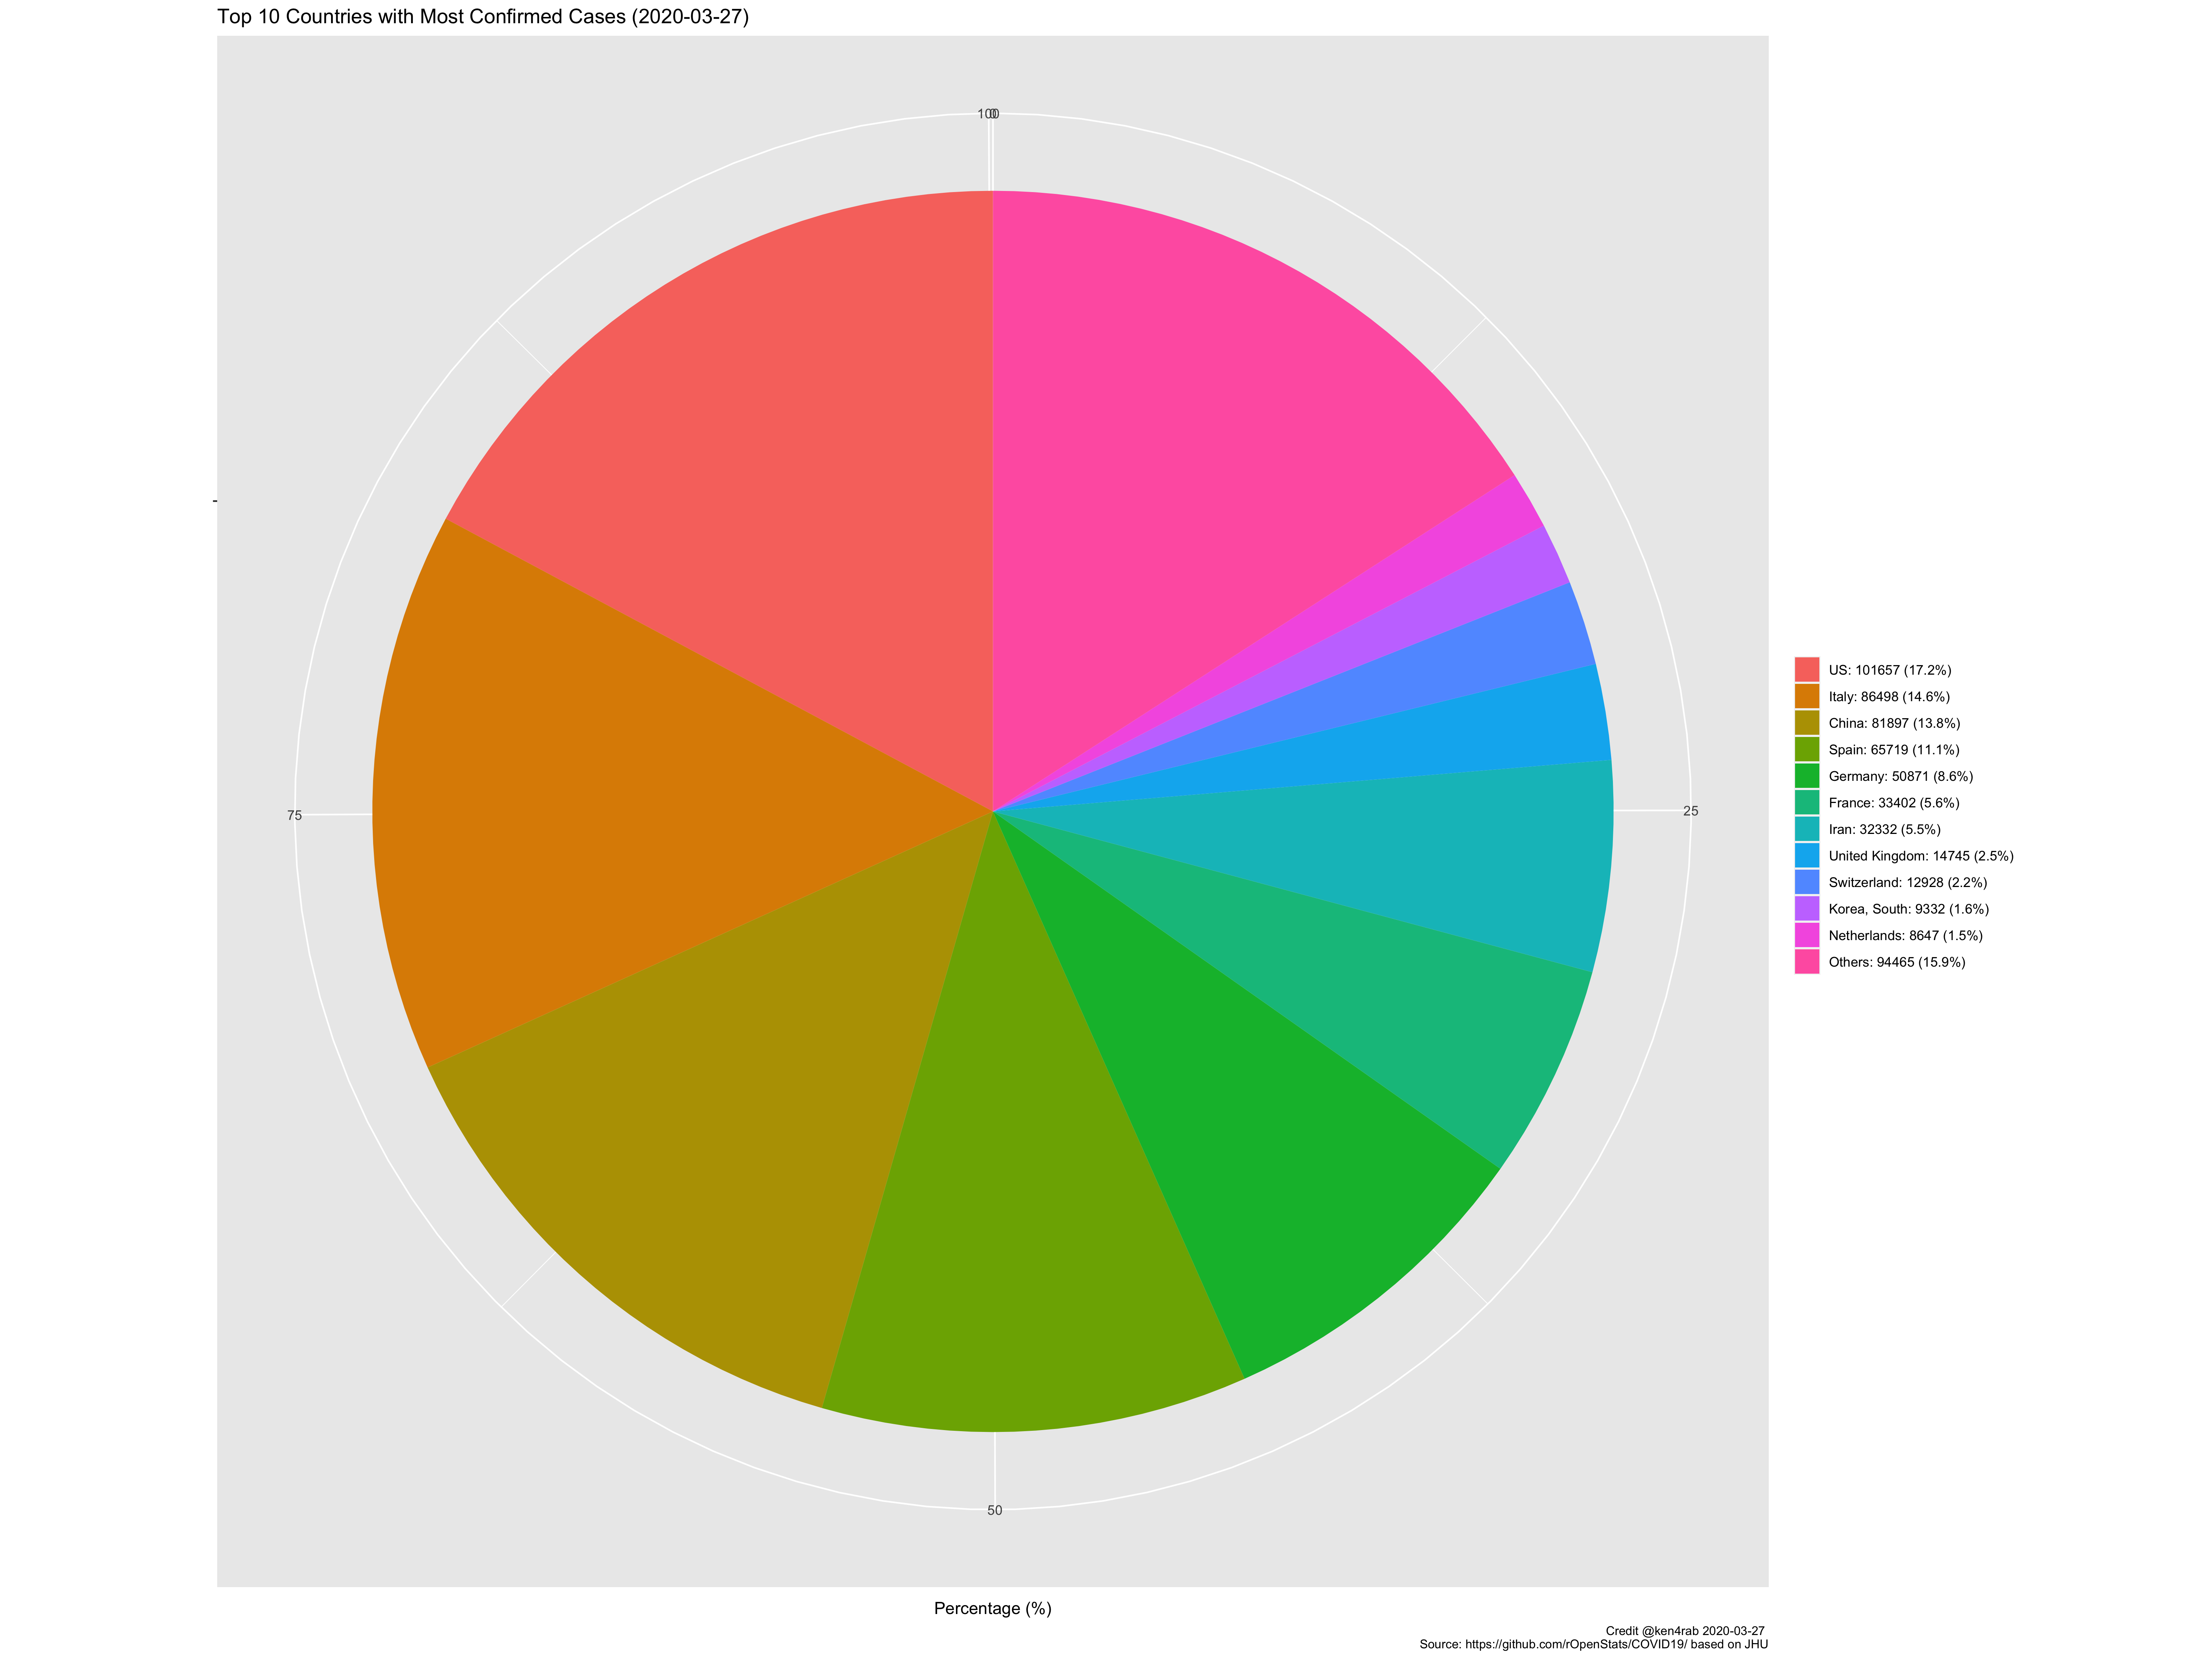 Top 10 Countries with Most Confirmed Cases (2020-03-27)
100
0
25
50
75
US: 101657 (17.2%)
Italy: 86498 (14.6%)
China: 81897 (13.8%)
Spain: 65719 (11.1%)
Germany: 50871 (8.6%)
France: 33402 (5.6%)
Iran: 32332 (5.5%)
United Kingdom: 14745 (2.5%)
Switzerland: 12928 (2.2%)
Korea, South: 9332 (1.6%)
Netherlands: 8647 (1.5%)
Others: 94465 (15.9%)
Percentage (%)
Credit @ken4rab 2020-03-27
Source: https://github.com/rOpenStats/COVID19/ based on JHU